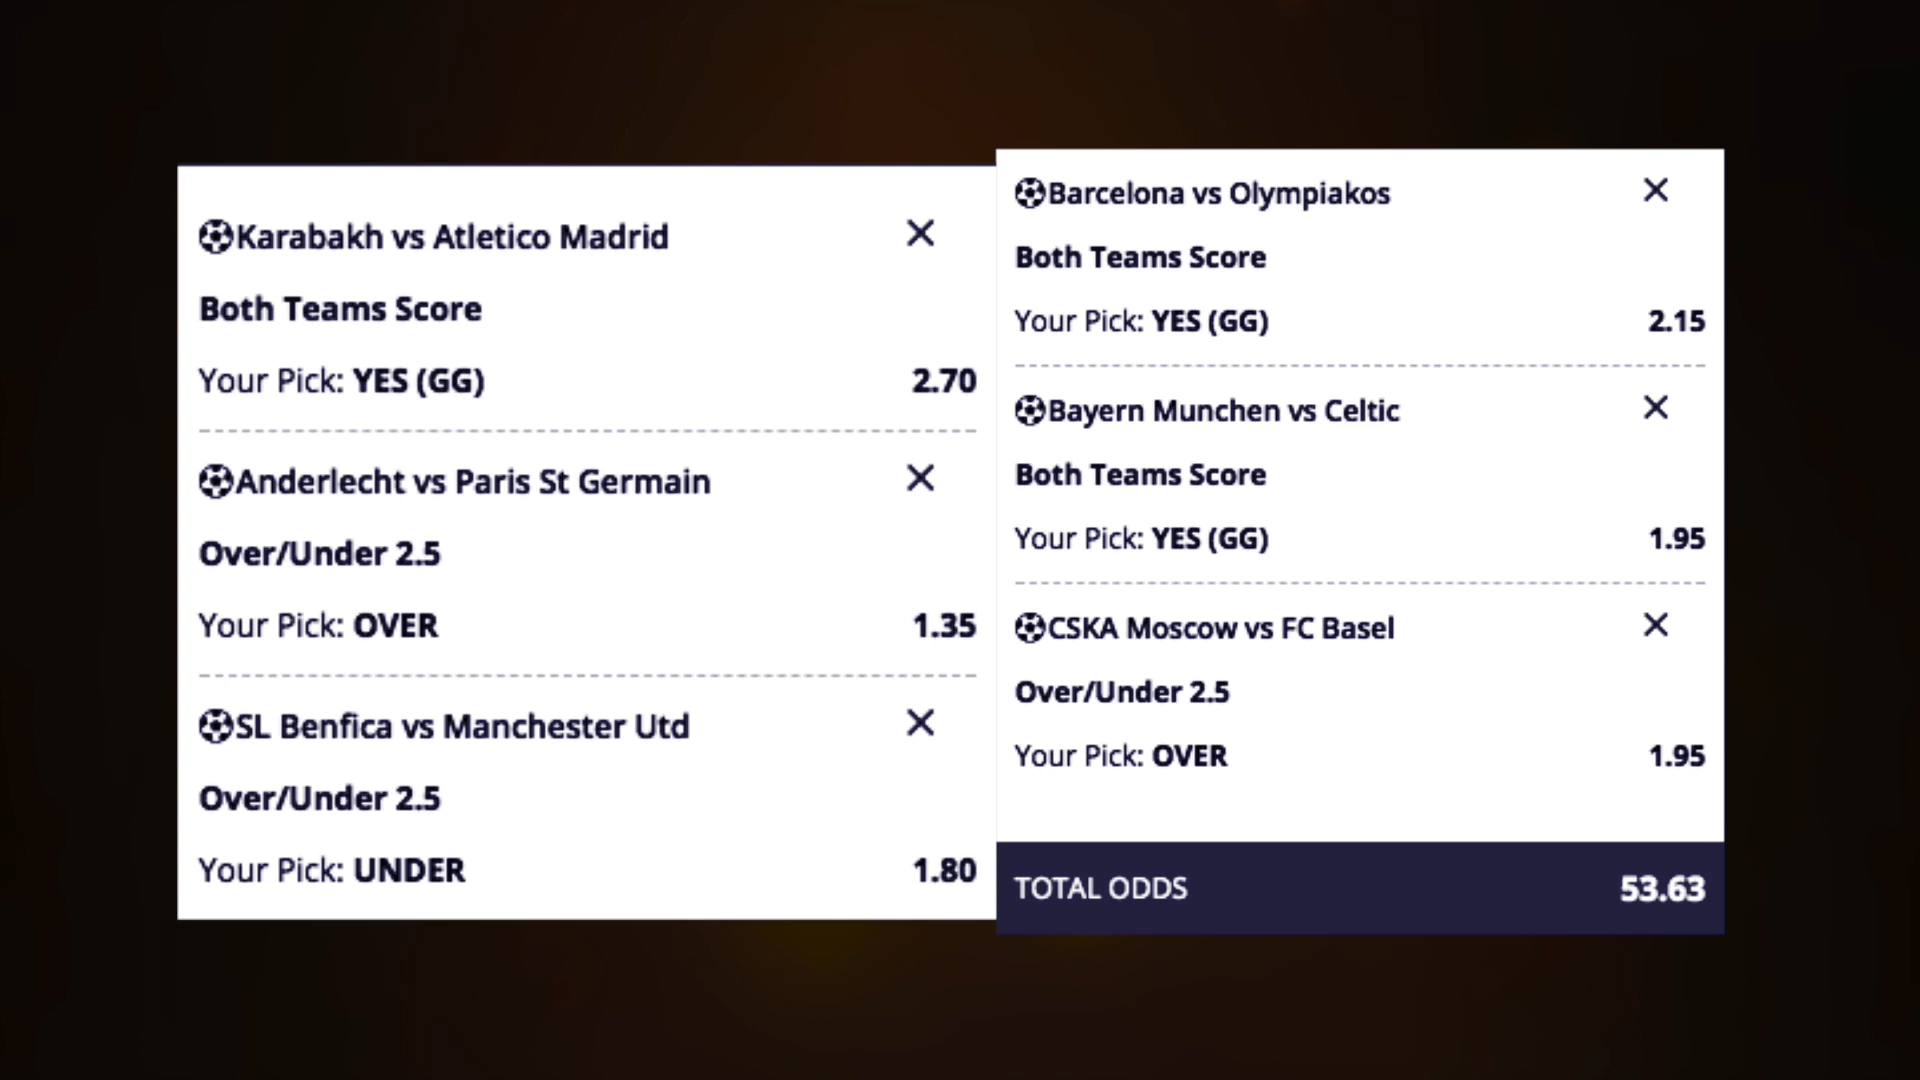 Karabakh vs Atletico Madrid
Both Teams Score
Your Pick: YES (GG) 2.70
Anderlecht vs Paris St Germain
Over/Under 2.5
Your Pick: OVER 1.35
SL Benfica vs Manchester Utd
Over/Under 2.5
Your Pick: UNDER 1.80
Barcelona vs Olympiakos
Both Teams Score
Your Pick: YES (GG) 2.15
Bayern Munchen vs Celtic
Both Teams Score
Your Pick: YES (GG) 1.95
CSKA Moscow vs FC Basel
Over/Under 2.5
Your Pick: OVER 1.95
TOTAL ODDS 53.63